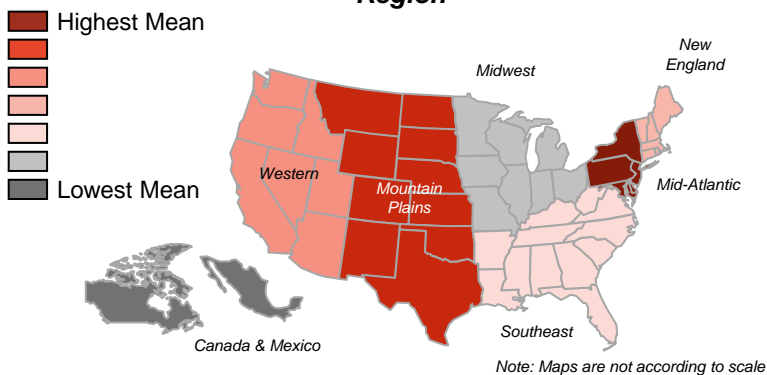 Region
Highest Mean
New
England
Midwest
Western
Mountain
Plains
Lowest Mean
Mid-Atlantic
Southeast
Canada & Mexico
Note: Maps are not according to scale